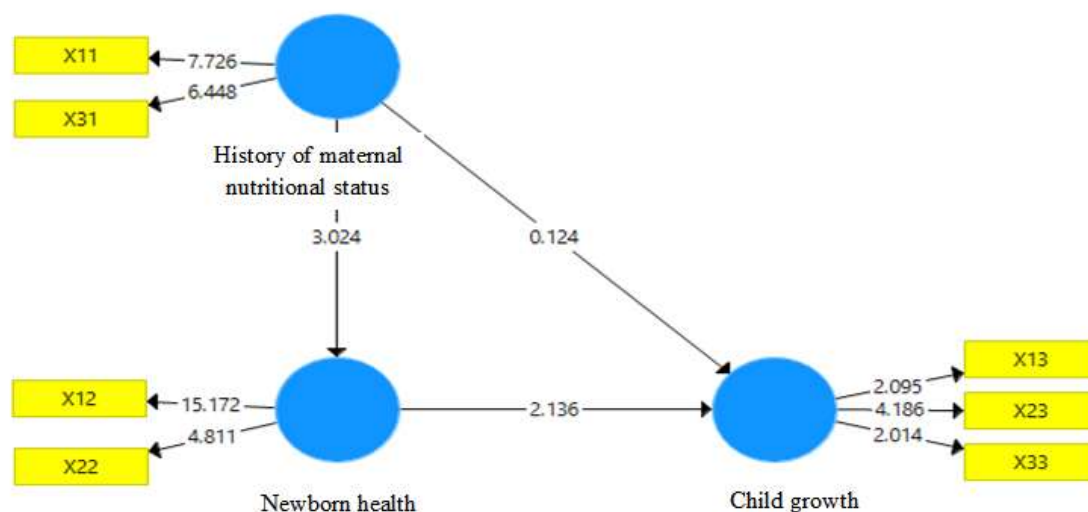 X11
7.726
6.448
X31
History of maternal
nutritional status
3.024
0.124
X12
15.172
4.811
X22
2.136
X13
2.095
4.186
X23
2.014
X33
Newborn health
Child growth